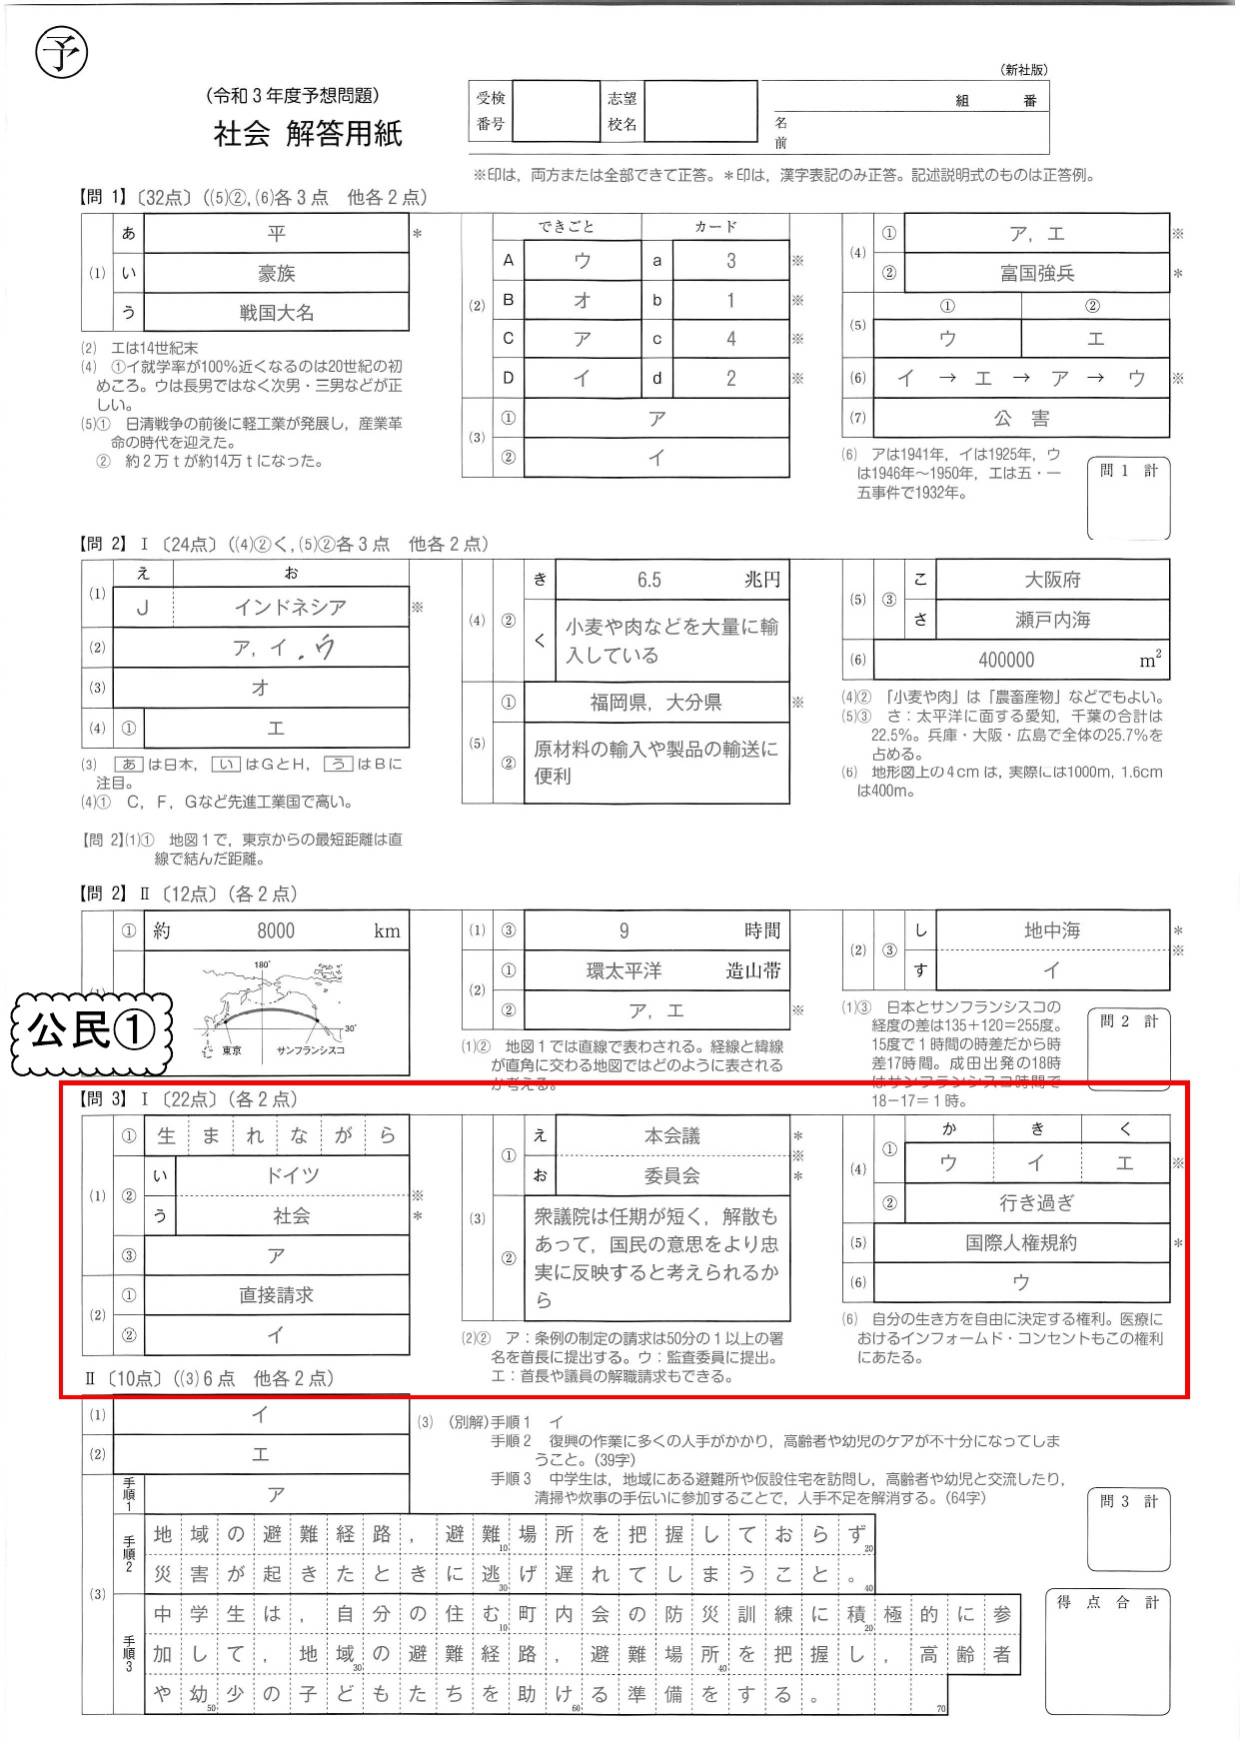 予
(新社版)
(令和3年度予想問題)
社会 解答用紙
受検番号
志望校名
組 番
名前
※印は，両方または全部できて正答。＊印は，漢字表記のみ正答。記述説明式のものは正答例。
【問 1】〔32点〕((5)②,(6)各3点 他各2点)
(1) あ 平 ＊
い 豪族
う 戦国大名
(2) エは14世紀末
(4) ①イ就学率が100%近くなるのは20世紀の初
めころ。ウは長男ではなく次男・三男などが正
しい。
(5)① 日清戦争の前後に軽工業が発展し，産業革
命の時代を迎えた。
② 約2万tが約14万tになった。
できごと カード
(2) A ウ a 3 ※
B オ b 1 ※
C ア c 4 ※
D イ d 2 ※
(3) ① ア
② イ
(4) ① ア，エ ※
② 富国強兵 ＊
① ②
(5) ウ エ
(6) イ → エ → ア → ウ ※
(7) 公 害
(6) アは1941年，イは1925年，ウ
は1946年〜1950年，エは五・一
五事件で1932年。
問 1 計
【問 2】 I 〔24点〕((4)②く,(5)②各3点 他各2点)
え お
(1) J インドネシア ※
(2) ア，イ，ウ
(3) オ
(4) ① エ
(3) あ は日本， い はGとH， う はBに
注目。
(4)① C，F，Gなど先進工業国で高い。
【問 2】(1)① 地図1で，東京からの最短距離は直
線で結んだ距離。
(4) ② き 6.5 兆円
く 小麦や肉などを大量に輸
入している
(5) ① 福岡県，大分県 ※
② 原材料の輸入や製品の輸送に
便利
(5) ③ こ 大阪府
さ 瀬戸内海
(6) 400000 m²
(4)② 「小麦や肉」は「農畜産物」などでもよい。
(5)③ さ：太平洋に面する愛知，千葉の合計は
22.5%。兵庫・大阪・広島で全体の25.7%を
占める。
(6) 地形図上の4cmは，実際には1000m, 1.6cm
は400m。
【問 2】 II 〔12点〕(各2点)
① 約 8000 km
180°
30°
東京 サンフランシスコ
公民①
(1) ③ 9 時間
(2) ① 環太平洋 造山帯
② ア，エ ※
(1)② 地図1では直線で表わされる。経線と緯線
が直角に交わる地図ではどのように表される
か考える。
(2) ③ し 地中海 ＊
※
す イ
(1)③ 日本とサンフランシスコの
経度の差は135＋120＝255度。
15度で1時間の時差だから時
差17時間。成田出発の18時
はサンフランシスコ時間で
18−17＝1時。
問 2 計
【問 3】 I 〔22点〕(各2点)
(1) ① 生まれながら
② い ドイツ
※
う 社会 ＊
③ ア
(2) ① 直接請求
② イ
(3) ① え 本会議 ＊
※
お 委員会 ＊
② 衆議院は任期が短く，解散も
あって，国民の意思をより忠
実に反映すると考えられるか
ら
(2)② ア：条例の制定の請求は50分の1以上の署
名を首長に提出する。ウ：監査委員に提出。
エ：首長や議員の解職請求もできる。
か き く
(4) ① ウ イ エ ※
② 行き過ぎ
(5) 国際人権規約 ＊
(6) ウ
(6) 自分の生き方を自由に決定する権利。医療に
おけるインフォームド・コンセントもこの権利
にあたる。
II 〔10点〕((3)6点 他各2点)
(1) イ
(2) エ
(3) 手順1 ア
(3) (別解)手順1 イ
手順2 復興の作業に多くの人手がかかり，高齢者や幼児のケアが不十分になってしま
うこと。(39字)
手順3 中学生は，地域にある避難所や仮設住宅を訪問し，高齢者や幼児と交流したり，
清掃や炊事の手伝いに参加することで，人手不足を解消する。(64字)
手順2 地域の避難経路，避難場所を把握しておらず
災害が起きたときに逃げ遅れてしまうこと。
手順3 中学生は，自分の住む町内会の防災訓練に積極的に参
加して，地域の避難経路，避難場所を把握し，高齢者
や幼少の子どもたちを助ける準備をする。
10 20 30 40
10 20 30 40 50 60 70
問 3 計
得 点 合 計